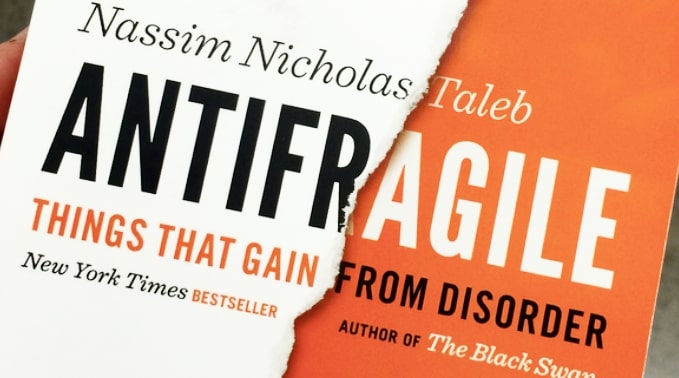 Nassim Nicholas Taleb
ANTIFRAGILE
THINGS THAT GAIN FROM DISORDER
New York Times BESTSELLER
AUTHOR OF The Black Swan